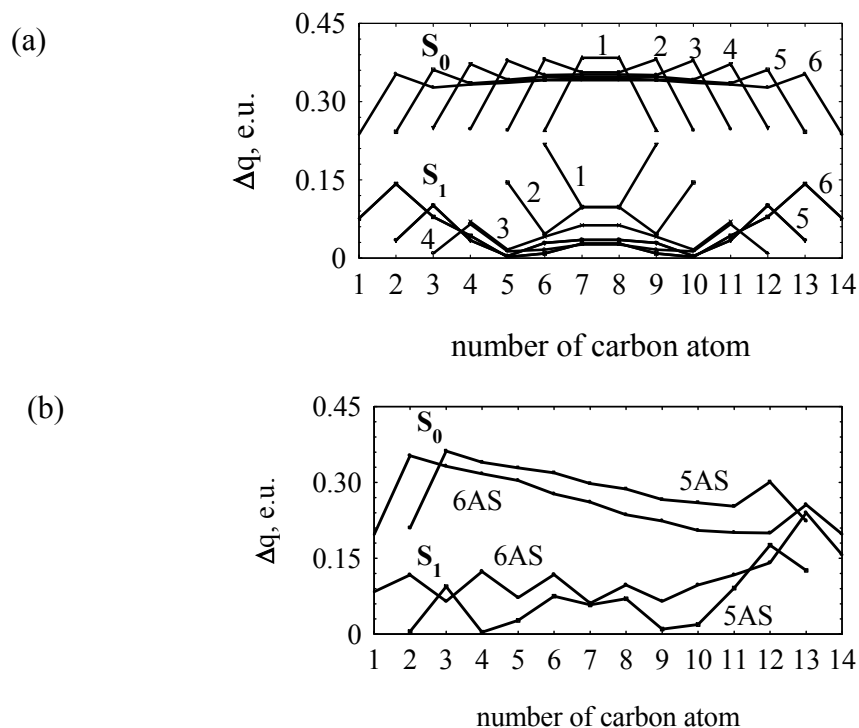 (a)
0.45
0.30
0.15
0
Δq, e.u.
S0
1 2 3 4 5 6
S1
1
2
3
4
6
5
1 2 3 4 5 6 7 8 9 10 11 12 13 14
number of carbon atom
(b)
0.45
0.30
0.15
0
Δq, e.u.
S0
5AS
6AS
S1
6AS
5AS
1 2 3 4 5 6 7 8 9 10 11 12 13 14
number of carbon atom